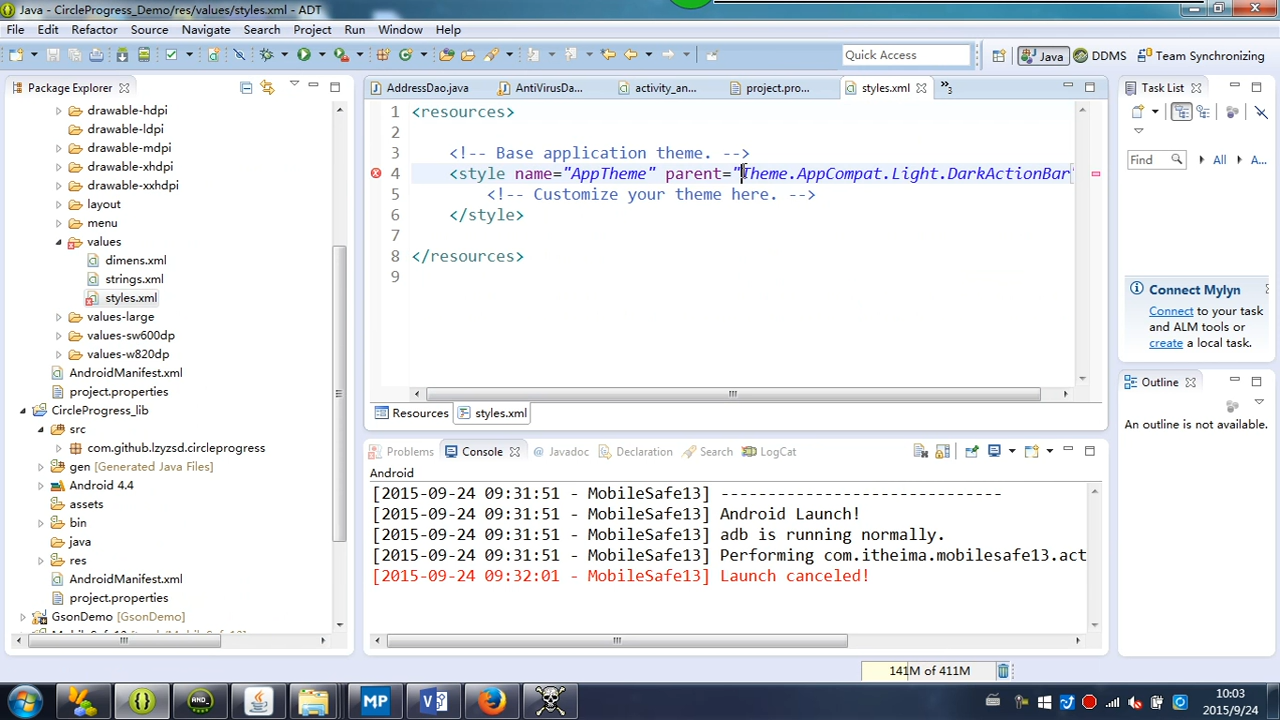 Java - CircleProgress_Demo/res/values/styles.xml - ADT
File Edit Refactor Source Navigate Search Project Run Window Help
Quick Access
Java
DDMS
Team Synchronizing
Package Explorer
drawable-hdpi
drawable-ldpi
drawable-mdpi
drawable-xhdpi
drawable-xxhdpi
layout
menu
values
dimens.xml
strings.xml
styles.xml
values-large
values-sw600dp
values-w820dp
AndroidManifest.xml
project.properties
CircleProgress_lib
src
com.github.lzyzsd.circleprogress
gen [Generated Java Files]
Android 4.4
assets
bin
java
res
AndroidManifest.xml
project.properties
GsonDemo [GsonDemo]
AddressDao.java
AntiVirusDa...
activity_an...
project.pro...
styles.xml
»3
1 <resources>
2
3 <!-- Base application theme. -->
4 <style name="AppTheme" parent="Theme.AppCompat.Light.DarkActionBar"
5 <!-- Customize your theme here. -->
6 </style>
7
8 </resources>
9
Resources
styles.xml
Problems
Console
Javadoc
Declaration
Search
LogCat
Android
[2015-09-24 09:31:51 - MobileSafe13] ------------------------------
[2015-09-24 09:31:51 - MobileSafe13] Android Launch!
[2015-09-24 09:31:51 - MobileSafe13] adb is running normally.
[2015-09-24 09:31:51 - MobileSafe13] Performing com.itheima.mobilesafe13.act
[2015-09-24 09:32:01 - MobileSafe13] Launch canceled!
Task List
Find
All
A...
Connect Mylyn
Connect to your task
and ALM tools or
create a local task.
Outline
An outline is not available.
141M of 411M
MP
10:03
2015/9/24